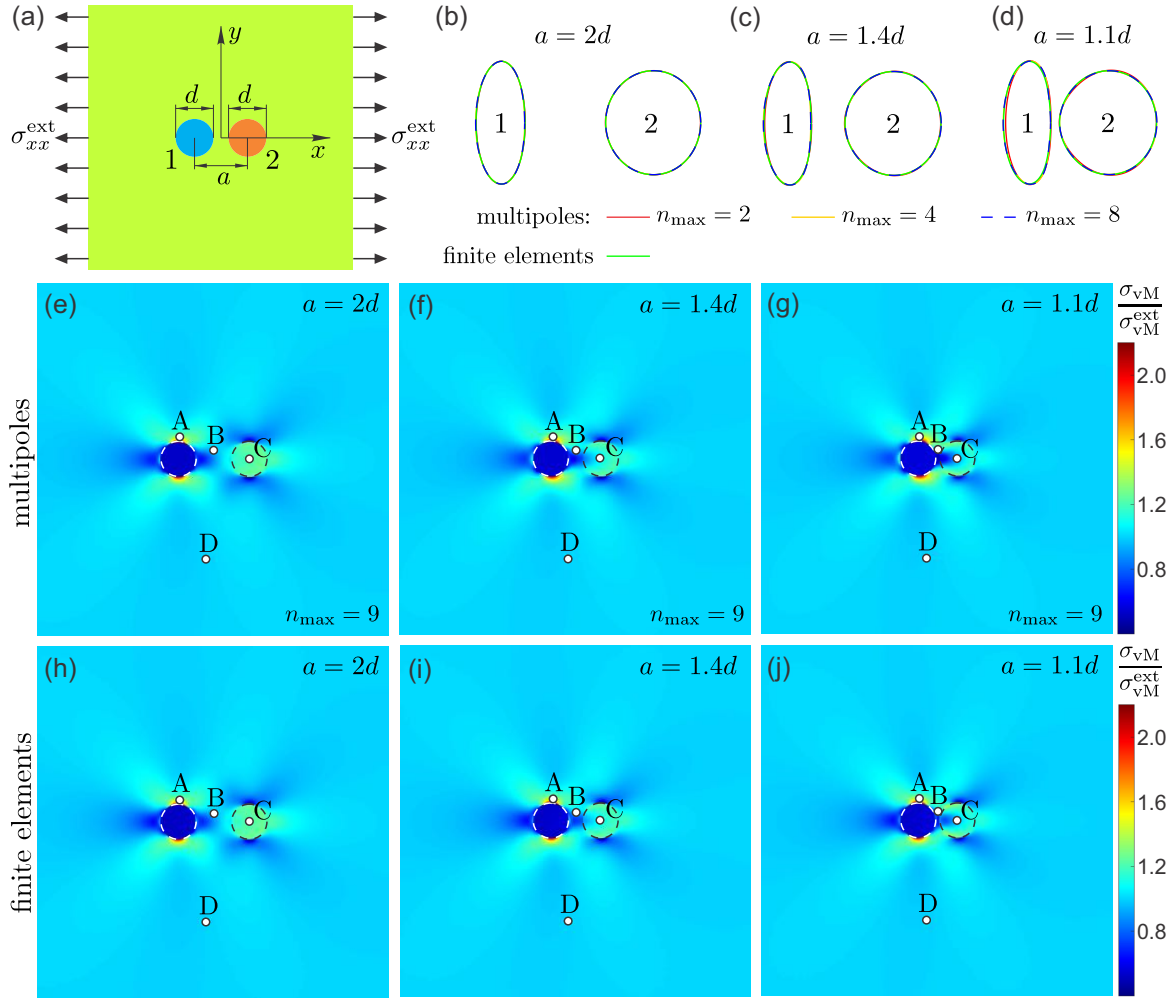 (a)
y
d
d
σ_xx^ext
σ_xx^ext
x
1
2
a
(b)
a = 2d
1
2
(c)
a = 1.4d
1
2
(d)
a = 1.1d
1
2
multipoles:
n_max = 2
n_max = 4
n_max = 8
finite elements
multipoles
(e)
a = 2d
A
B
C
D
n_max = 9
(f)
a = 1.4d
A
B
C
D
n_max = 9
(g)
a = 1.1d
A
B
C
D
n_max = 9
σ_vM
σ_vM^ext
2.0
1.6
1.2
0.8
finite elements
(h)
a = 2d
A
B
C
D
(i)
a = 1.4d
A
B
C
D
(j)
a = 1.1d
A
B
C
D
σ_vM
σ_vM^ext
2.0
1.6
1.2
0.8